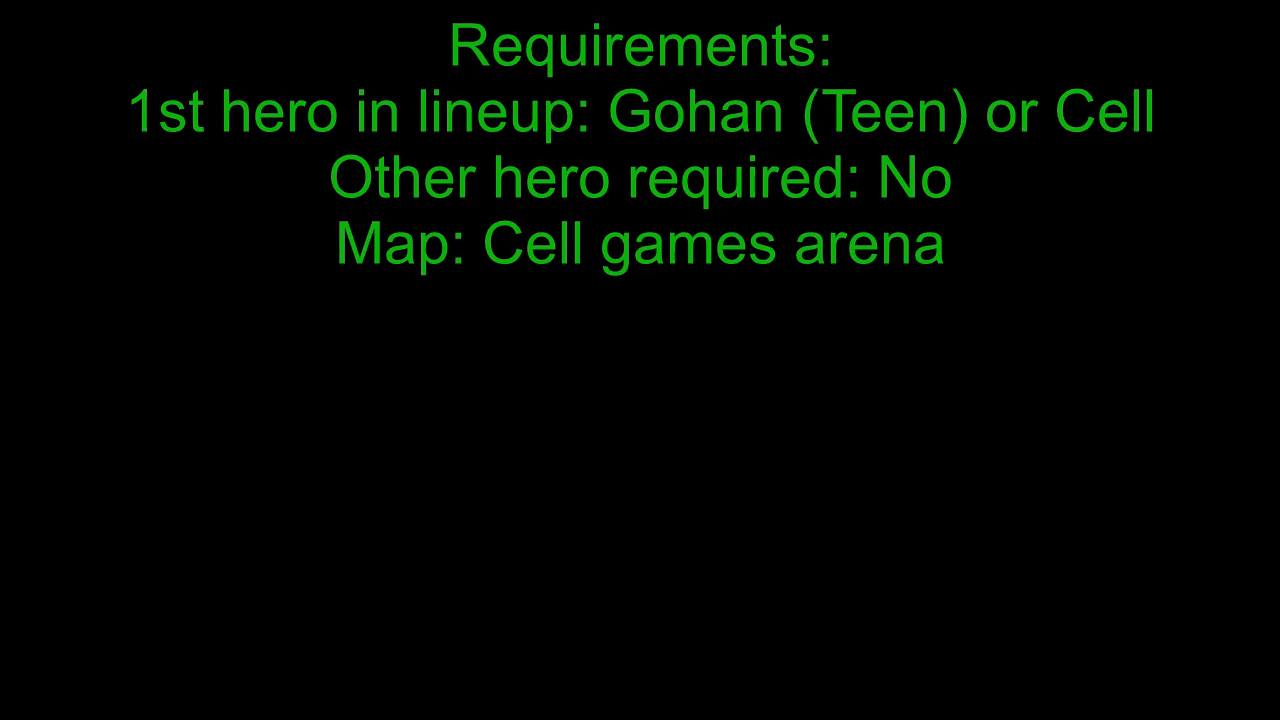 Requirements:
1st hero in lineup: Gohan (Teen) or Cell
Other hero required: No
Map: Cell games arena